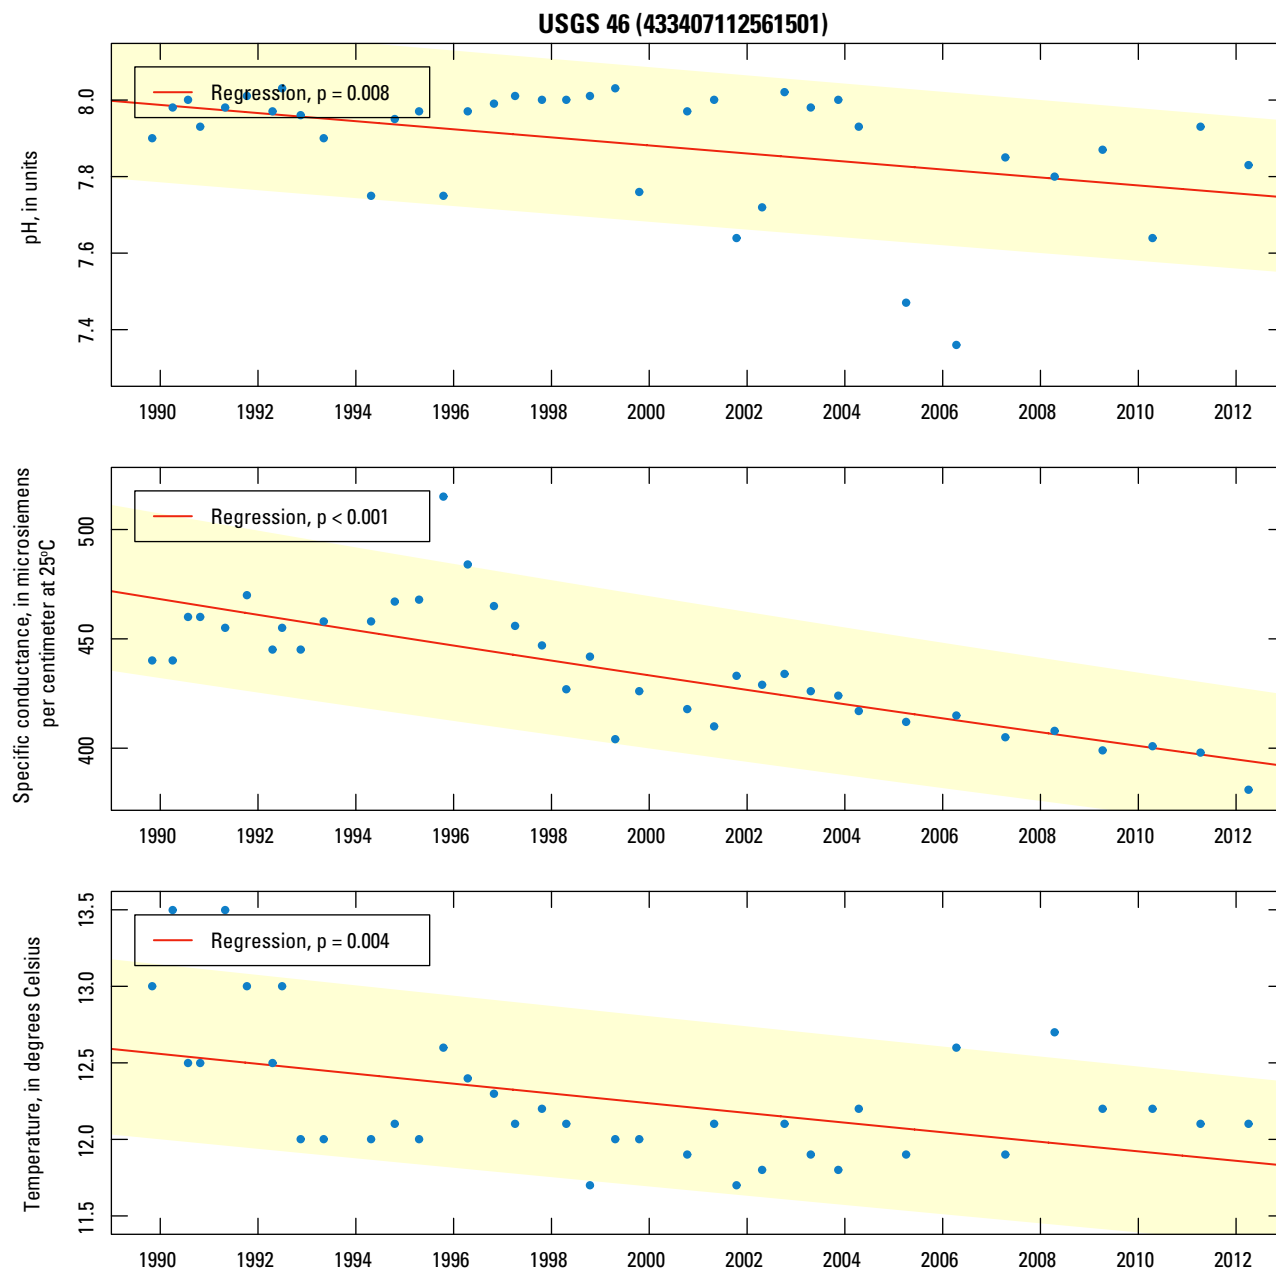 USGS 46 (433407112561501)
pH, in units
8.0
7.8
7.6
7.4
Regression, p = 0.008
1990 1992 1994 1996 1998 2000 2002 2004 2006 2008 2010 2012
Specific conductance, in microsiemens
per centimeter at 25°C
500
450
400
Regression, p < 0.001
1990 1992 1994 1996 1998 2000 2002 2004 2006 2008 2010 2012
Temperature, in degrees Celsius
13.5
13.0
12.5
12.0
11.5
Regression, p = 0.004
1990 1992 1994 1996 1998 2000 2002 2004 2006 2008 2010 2012